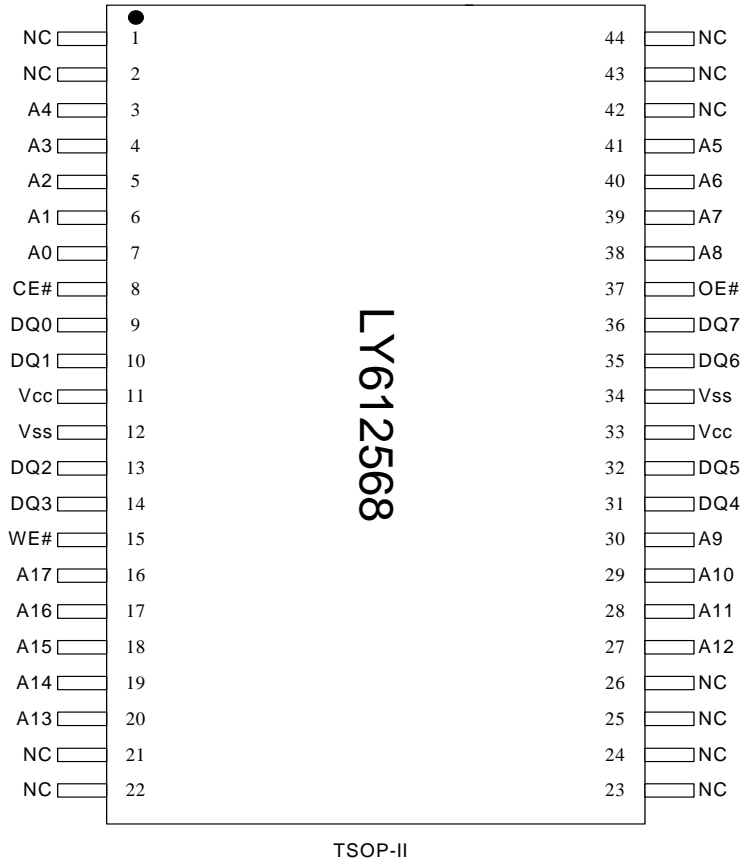 NC 1 44 NC
NC 2 43 NC
A4 3 42 NC
A3 4 41 A5
A2 5 40 A6
A1 6 39 A7
A0 7 38 A8
CE# 8 37 OE#
DQ0 9 36 DQ7
DQ1 10 35 DQ6
Vcc 11 34 Vss
Vss 12 33 Vcc
DQ2 13 32 DQ5
DQ3 14 31 DQ4
WE# 15 30 A9
A17 16 29 A10
A16 17 28 A11
A15 18 27 A12
A14 19 26 NC
A13 20 25 NC
NC 21 24 NC
NC 22 23 NC
LY612568
TSOP-II